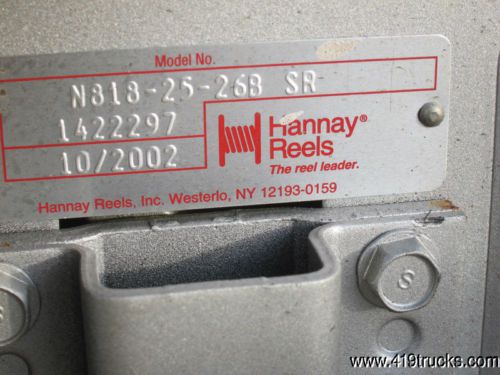 Model No.
N818-25-26B SR
1422297
10/2002
Hannay®
Reels
The reel leader.
Hannay Reels, Inc. Westerlo, NY 12193-0159
S
S
www.419trucks.com